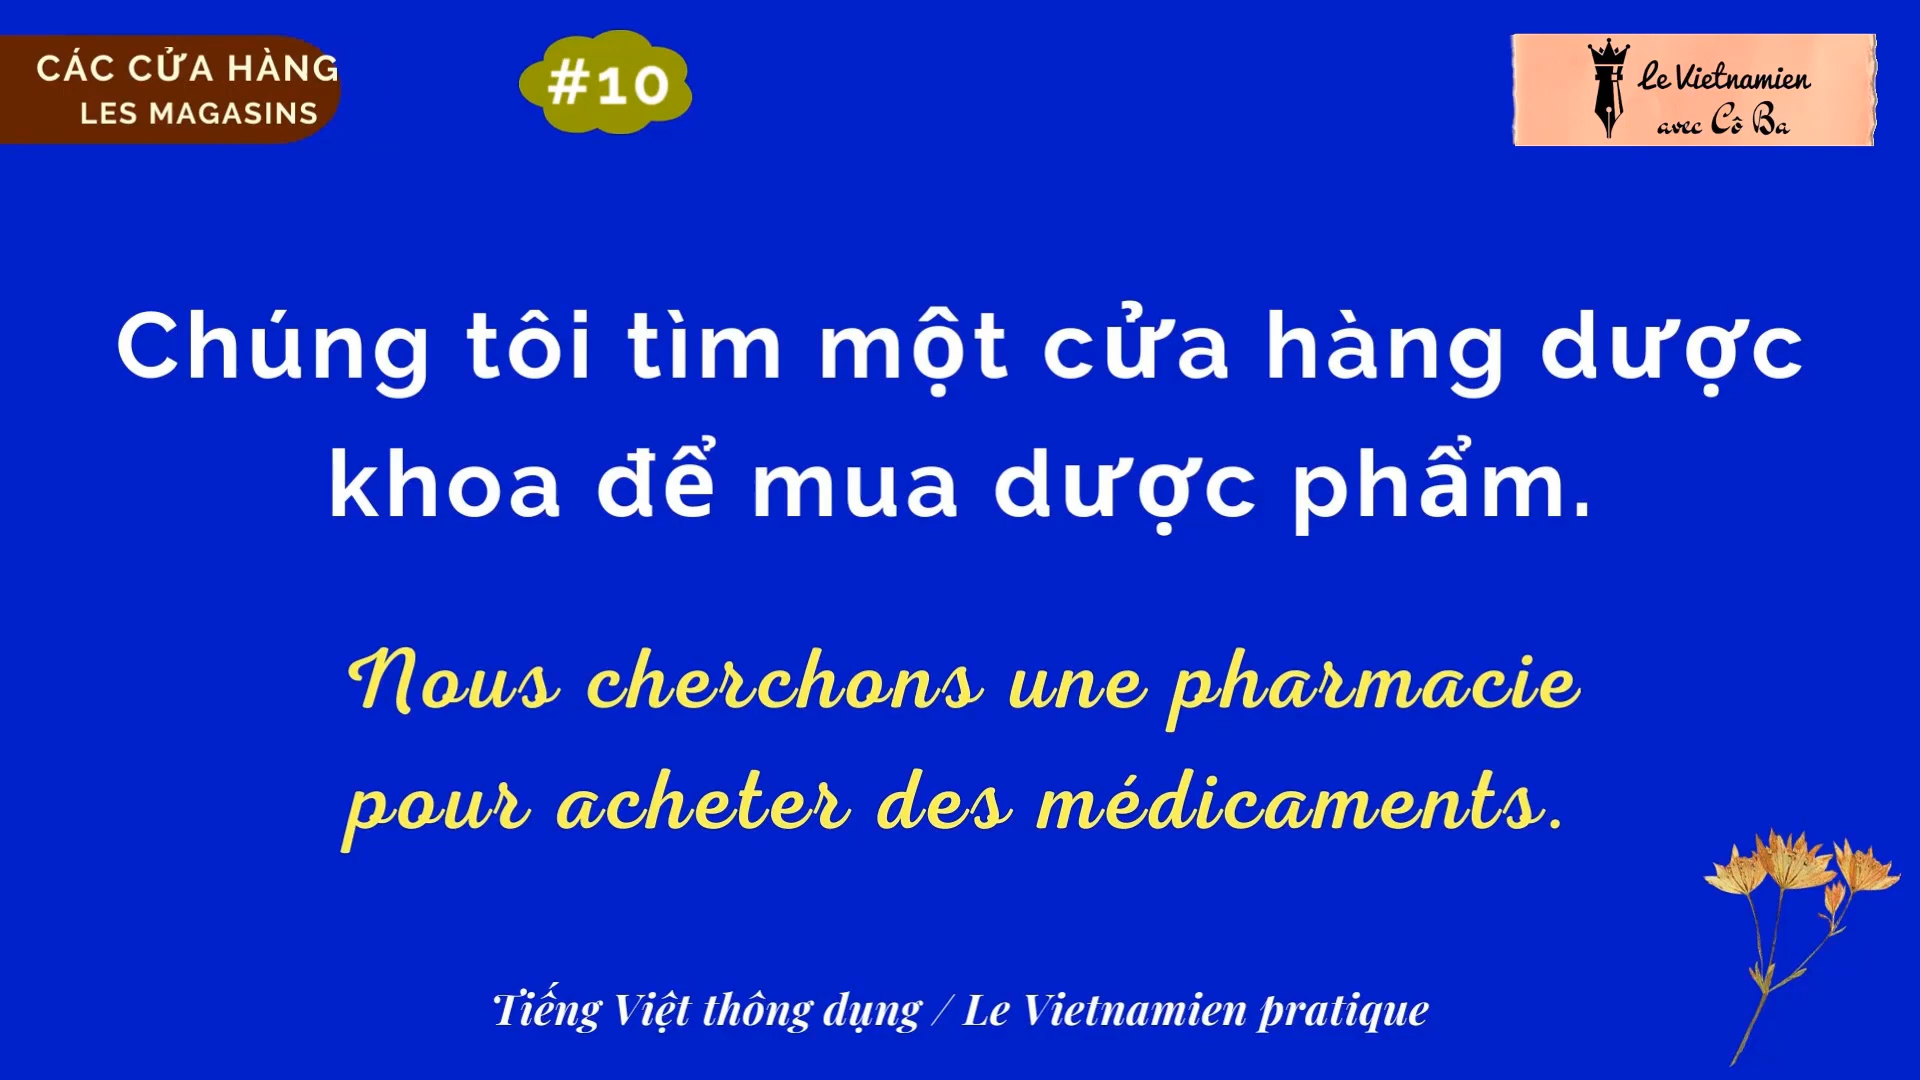 CÁC CỬA HÀNG
LES MAGASINS
#10
Le Vietnamien
avec Cô Ba
Chúng tôi tìm một cửa hàng dược
khoa để mua dược phẩm.
Nous cherchons une pharmacie
pour acheter des médicaments.
Tiếng Việt thông dụng / Le Vietnamien pratique